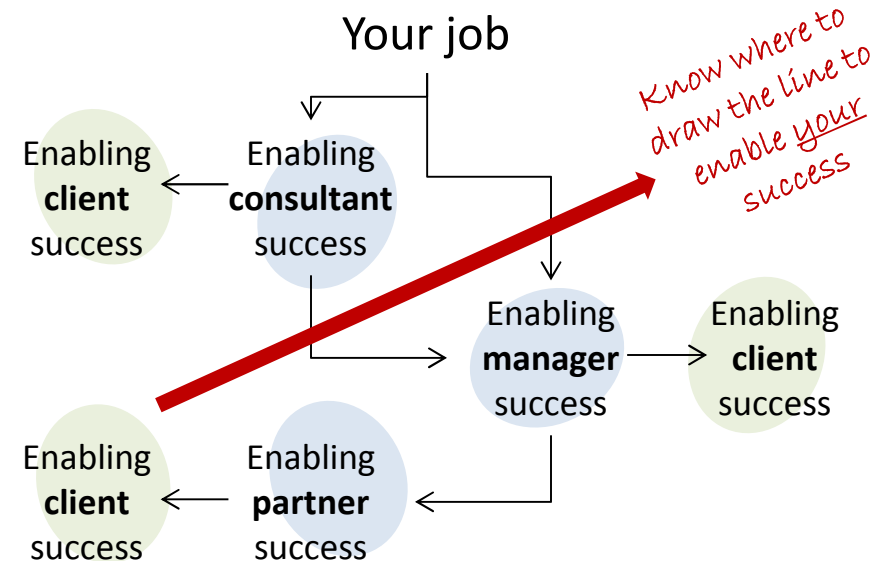 Your job
Know where to
draw the line to
enable your
success
Enabling
client
success
Enabling
consultant
success
Enabling
manager
success
Enabling
client
success
Enabling
client
success
Enabling
partner
success